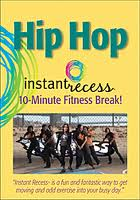 Hip Hop
instant recess®
10-Minute Fitness Break!
"Instant Recess® is a fun and fantastic way to get
moving and add exercise into your busy day."